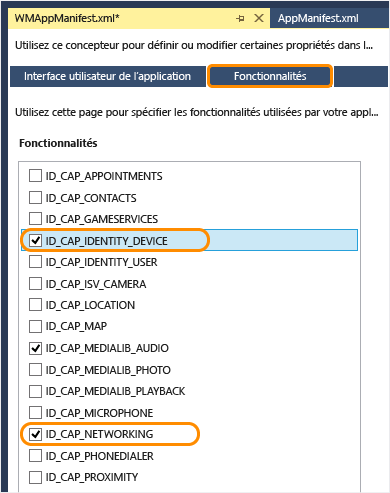 WMAppManifest.xml* AppManifest.xml
Utilisez ce concepteur pour définir ou modifier certaines propriétés dans l...
Interface utilisateur de l'application Fonctionnalités
Utilisez cette page pour spécifier les fonctionnalités utilisées par votre appl...
Fonctionnalités
ID_CAP_APPOINTMENTS
ID_CAP_CONTACTS
ID_CAP_GAMESERVICES
ID_CAP_IDENTITY_DEVICE
ID_CAP_IDENTITY_USER
ID_CAP_ISV_CAMERA
ID_CAP_LOCATION
ID_CAP_MAP
ID_CAP_MEDIALIB_AUDIO
ID_CAP_MEDIALIB_PHOTO
ID_CAP_MEDIALIB_PLAYBACK
ID_CAP_MICROPHONE
ID_CAP_NETWORKING
ID_CAP_PHONEDIALER
ID_CAP_PROXIMITY